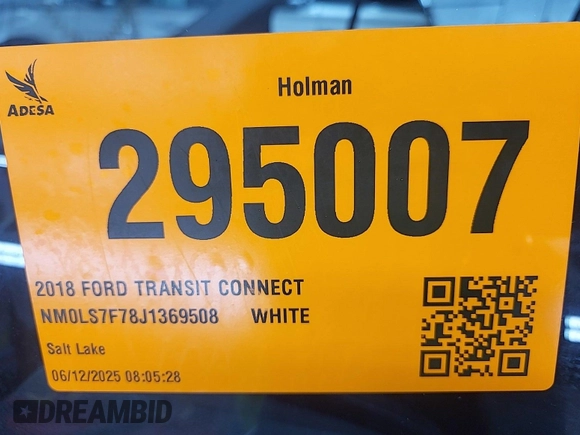 ADESA
Holman
295007
2018 FORD TRANSIT CONNECT
NM0LS7F78J1369508 WHITE
Salt Lake
06/12/2025 08:05:28
DREAMBID